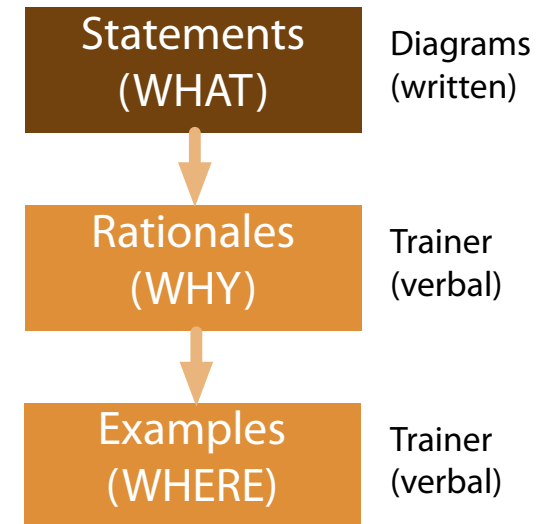 Statements
(WHAT)
Diagrams
(written)
Rationales
(WHY)
Trainer
(verbal)
Examples
(WHERE)
Trainer
(verbal)